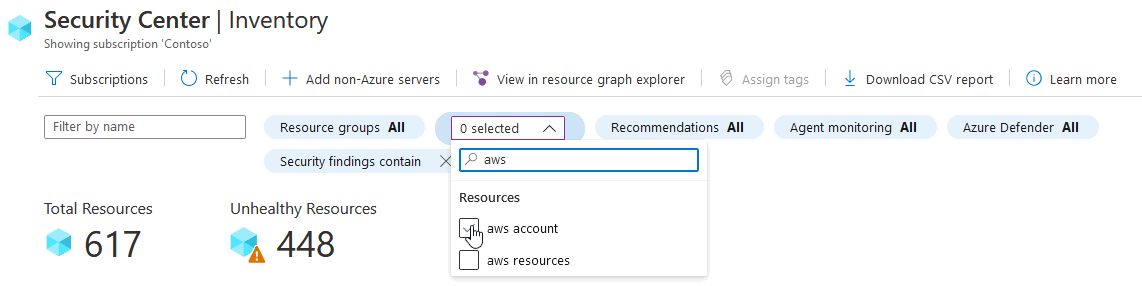 Security Center | Inventory
Showing subscription 'Contoso'
Subscriptions Refresh Add non-Azure servers View in resource graph explorer Assign tags Download CSV report Learn more
Filter by name Resource groups All 0 selected Recommendations All Agent monitoring All Azure Defender All
Security findings contain aws
Resources
Total Resources Unhealthy Resources
aws account
617 448
aws resources